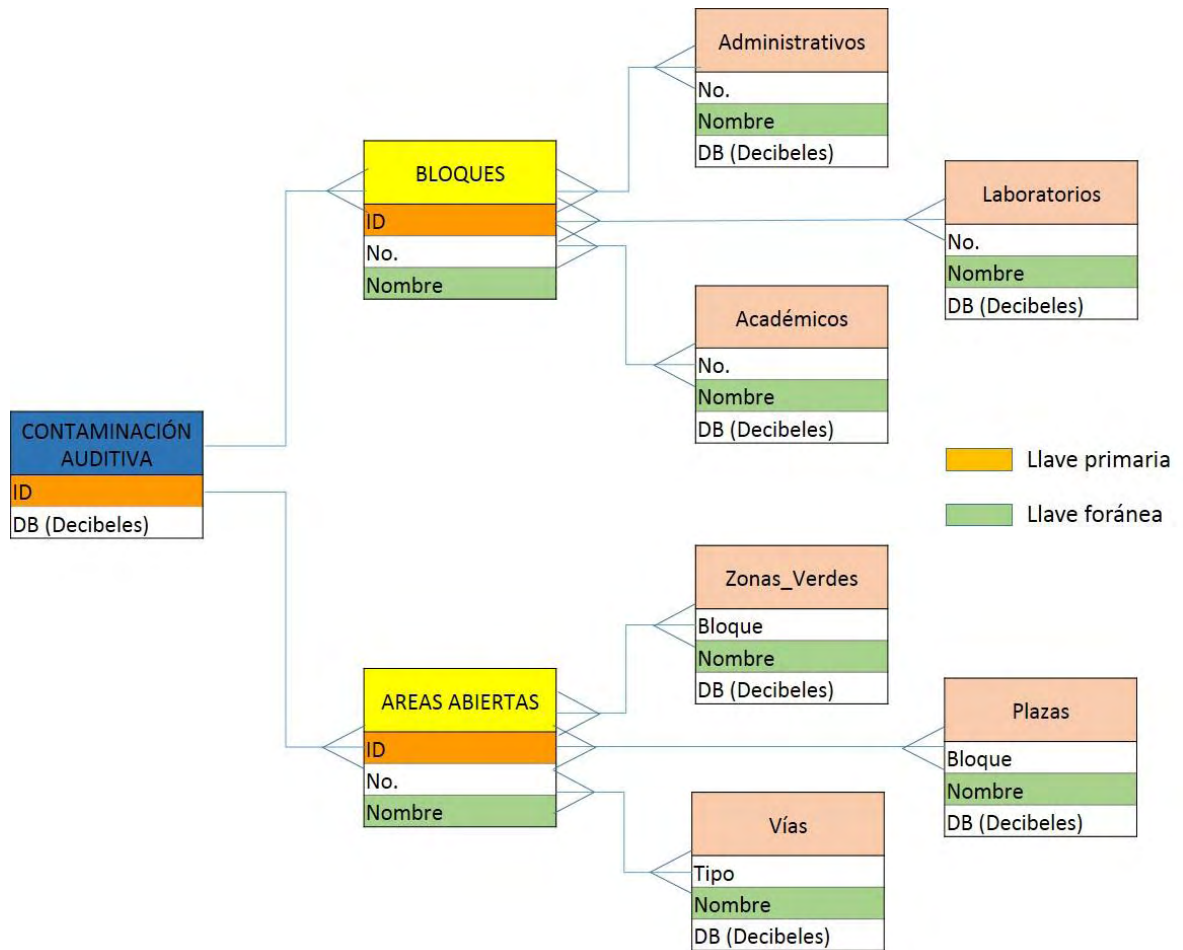 Administrativos
No.
Nombre
DB (Decibeles)
BLOQUES
ID
No.
Nombre
Laboratorios
No.
Nombre
DB (Decibeles)
Académicos
No.
Nombre
DB (Decibeles)
CONTAMINACIÓN
AUDITIVA
ID
DB (Decibeles)
Llave primaria
Llave foránea
Zonas_Verdes
Bloque
Nombre
DB (Decibeles)
AREAS ABIERTAS
ID
No.
Nombre
Plazas
Bloque
Nombre
DB (Decibeles)
Vías
Tipo
Nombre
DB (Decibeles)